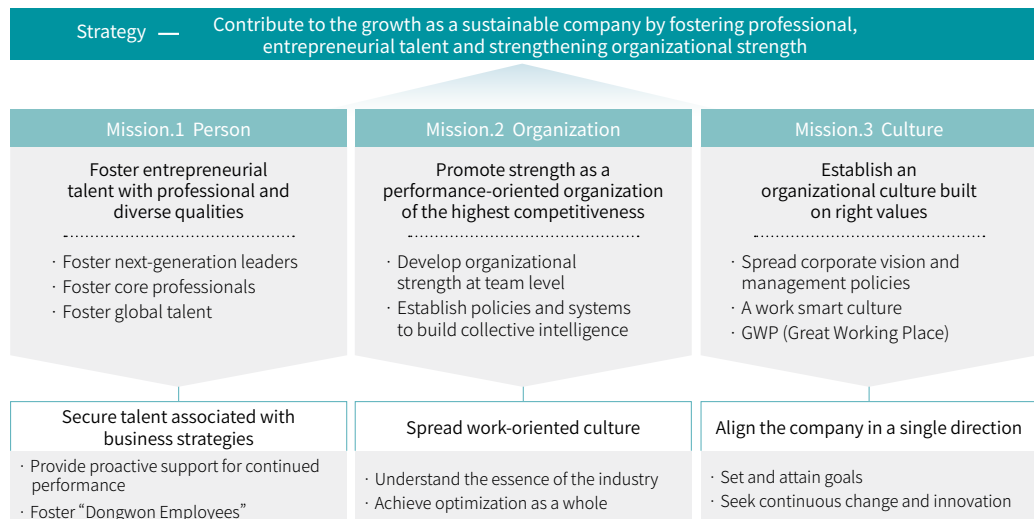 Strategy — Contribute to the growth as a sustainable company by fostering professional,
entrepreneurial talent and strengthening organizational strength
Mission.1 Person
Foster entrepreneurial
talent with professional and
diverse qualities
· Foster next-generation leaders
· Foster core professionals
· Foster global talent
Secure talent associated with
business strategies
· Provide proactive support for continued
performance
· Foster “Dongwon Employees”
Mission.2 Organization
Promote strength as a
performance-oriented organization
of the highest competitiveness
· Develop organizational
strength at team level
· Establish policies and systems
to build collective intelligence
Spread work-oriented culture
· Understand the essence of the industry
· Achieve optimization as a whole
Mission.3 Culture
Establish an
organizational culture built
on right values
· Spread corporate vision and
management policies
· A work smart culture
· GWP (Great Working Place)
Align the company in a single direction
· Set and attain goals
· Seek continuous change and innovation